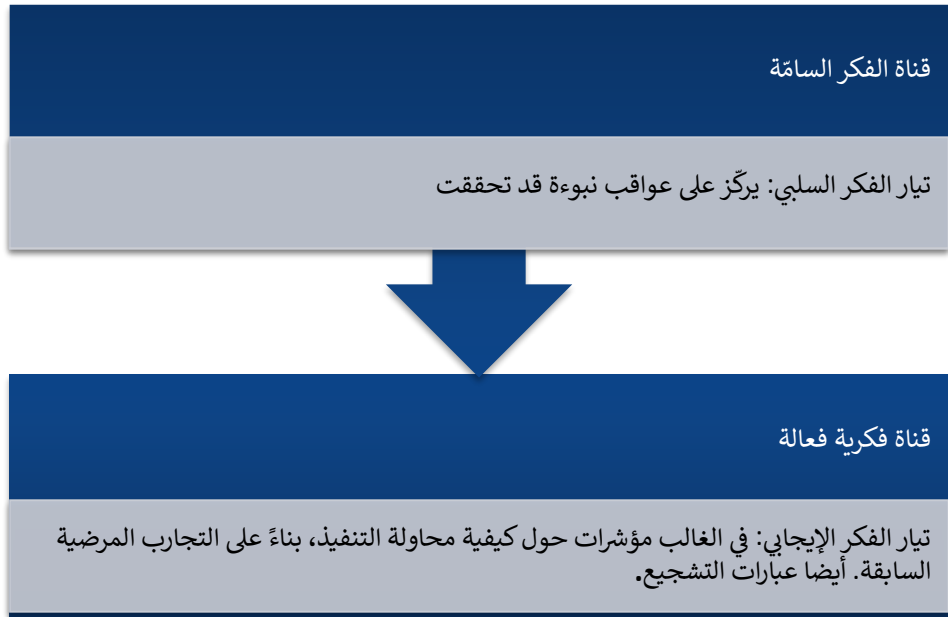 قناة الفكر السامّة
تيار الفكر السلبي: يركّز على عواقب نبوءة قد تحققت
قناة فكرية فعالة
تيار الفكر الإيجابي: في الغالب مؤشرات حول كيفية محاولة التنفيذ، بناءً على التجارب المرضية
السابقة. أيضا عبارات التشجيع.